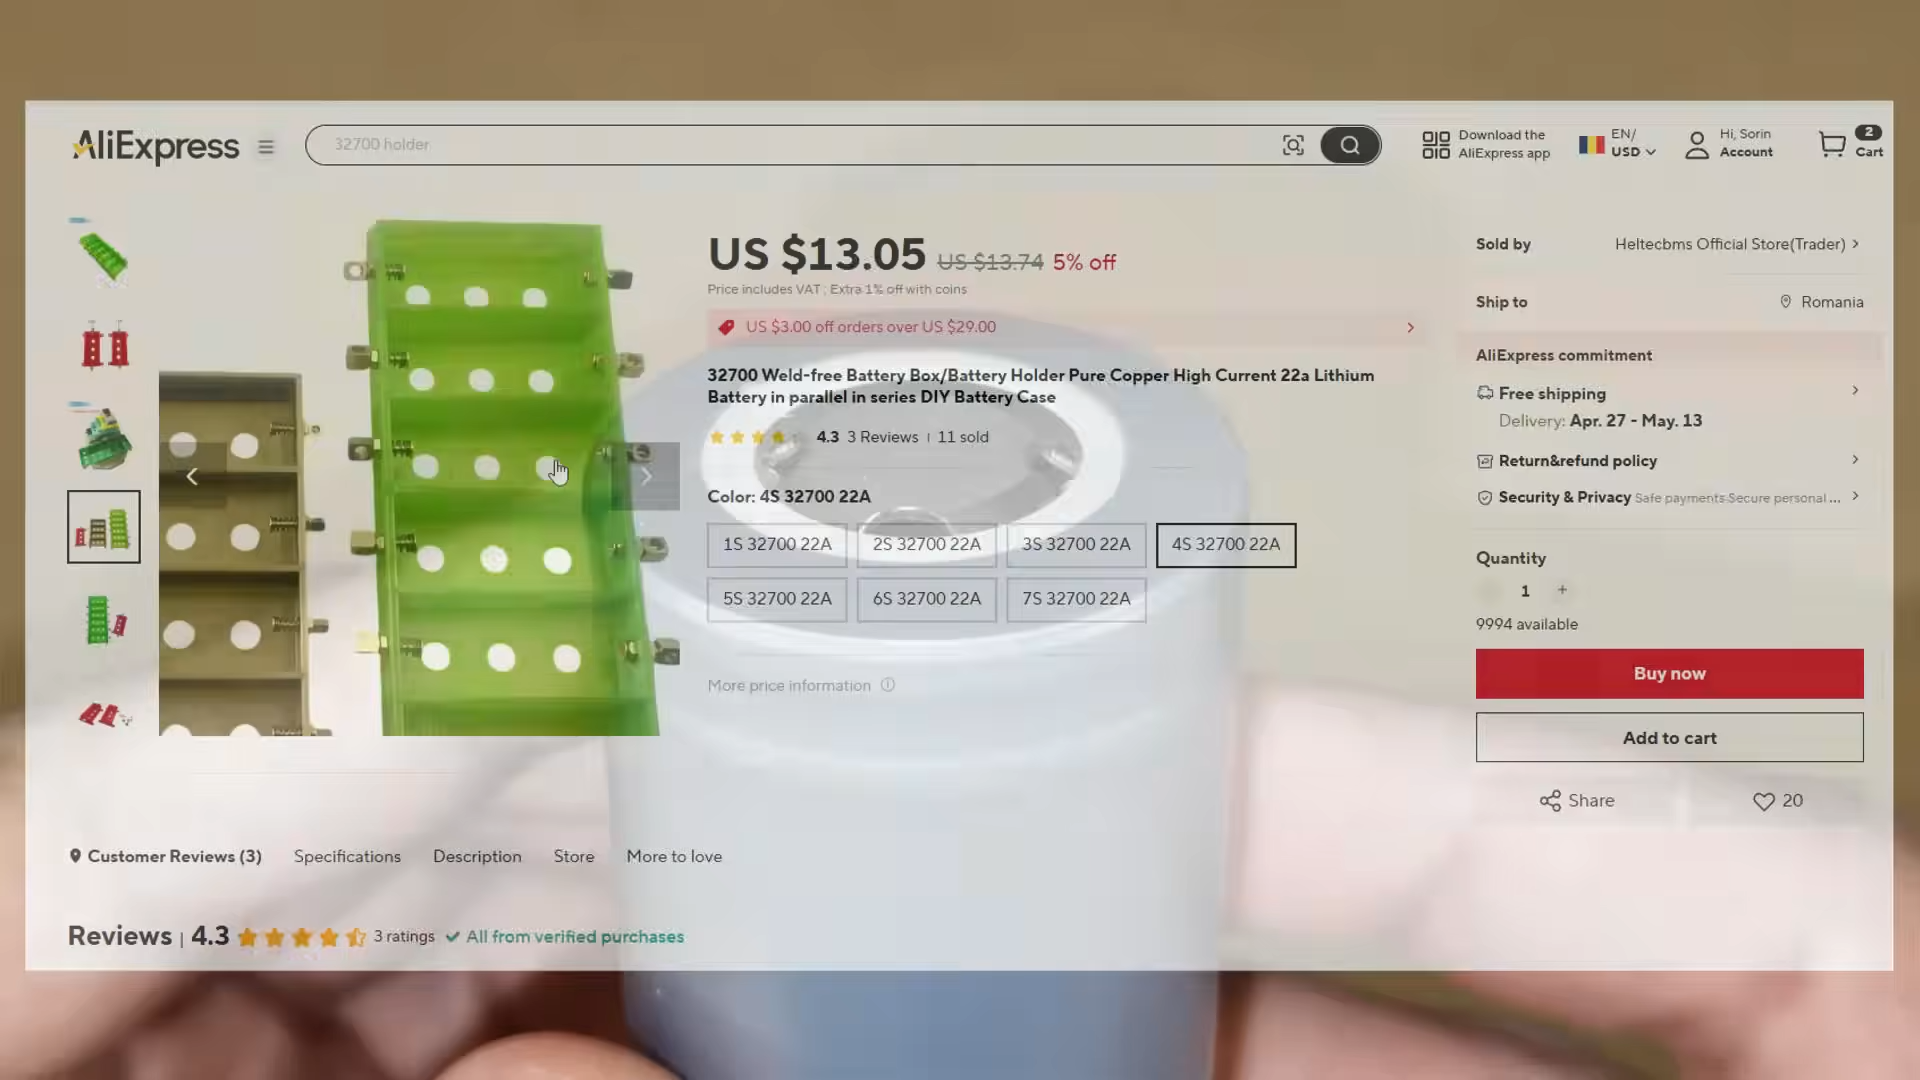 AliExpress
32700 holder
Download the
AliExpress app
EN/
USD
Hi, Sorin
Account
2
Cart
US $13.05 US $13.74 5% off
Price includes VAT ; Extra 1% off with coins
US $3.00 off orders over US $29.00
32700 Weld-free Battery Box/Battery Holder Pure Copper High Current 22a Lithium
Battery in parallel in series DIY Battery Case
4.3 3 Reviews 11 sold
Color: 4S 32700 22A
1S 32700 22A
2S 32700 22A
3S 32700 22A
4S 32700 22A
5S 32700 22A
6S 32700 22A
7S 32700 22A
More price information
Sold by Heltecbms Official Store(Trader)
Ship to Romania
AliExpress commitment
Free shipping
Delivery: Apr. 27 - May. 13
Return&refund policy
Security & Privacy Safe payments Secure personal ...
Quantity
1 +
9994 available
Buy now
Add to cart
Share
20
Customer Reviews (3)
Specifications
Description
Store
More to love
Reviews | 4.3 3 ratings All from verified purchases